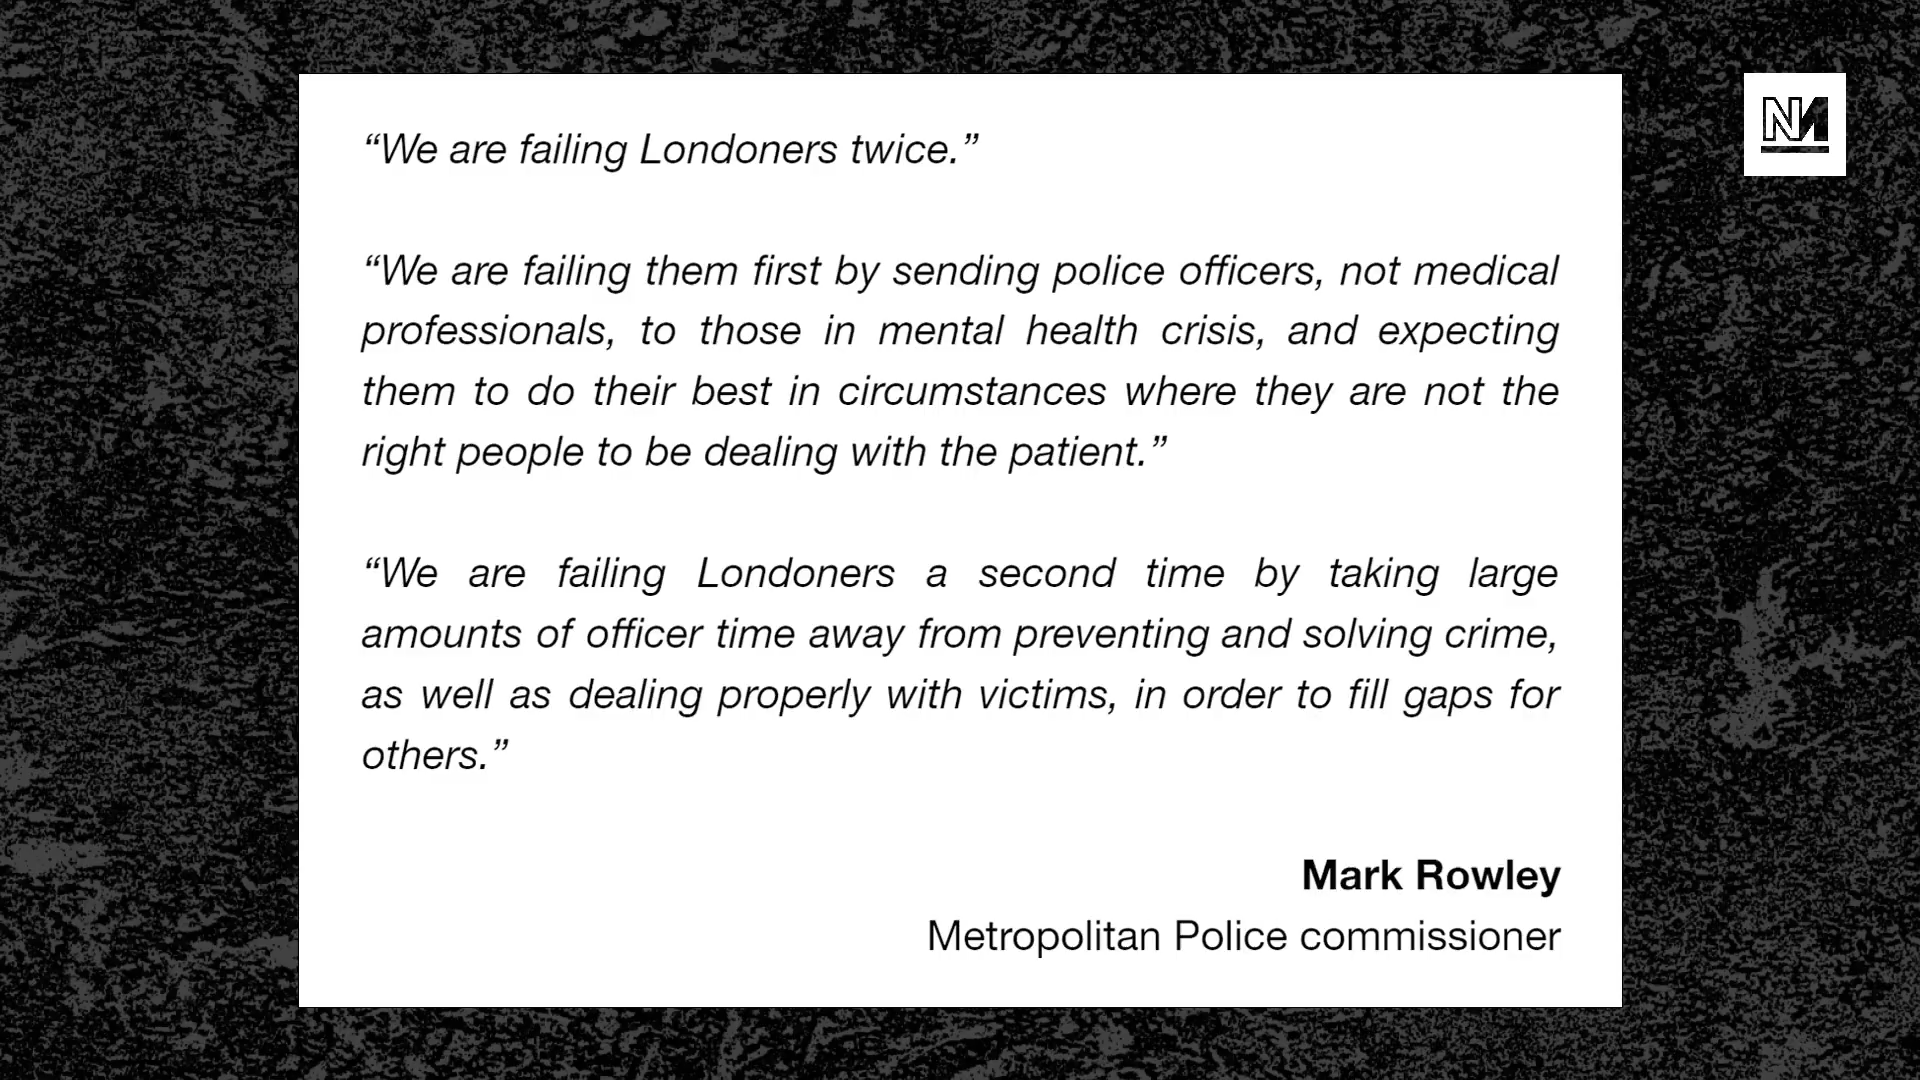 “We are failing Londoners twice.”
“We are failing them first by sending police officers, not medical
professionals, to those in mental health crisis, and expecting
them to do their best in circumstances where they are not the
right people to be dealing with the patient.”
“We are failing Londoners a second time by taking large
amounts of officer time away from preventing and solving crime,
as well as dealing properly with victims, in order to fill gaps for
others.”
Mark Rowley
Metropolitan Police commissioner
NM